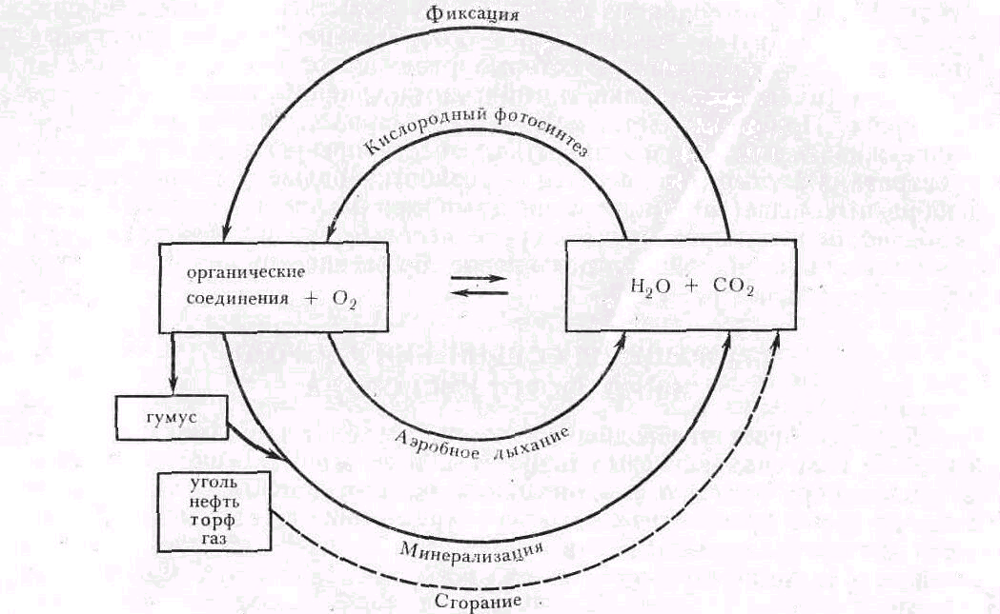 Фиксация
Кислородный фотосинтез
органические
соединения + O₂
H₂O + CO₂
гумус
Аэробное дыхание
уголь
нефть
торф
газ
Минерализация
Сгорание